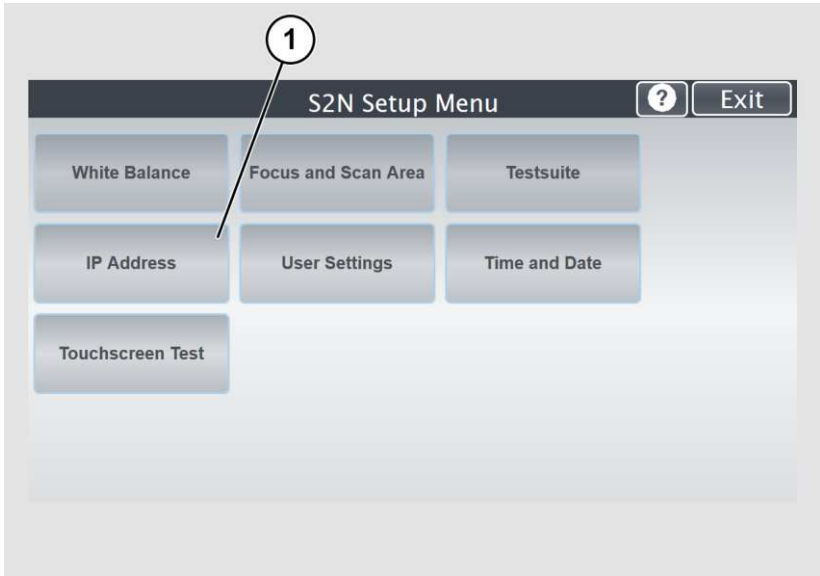 1
S2N Setup Menu ? Exit
White Balance Focus and Scan Area Testsuite
IP Address User Settings Time and Date
Touchscreen Test